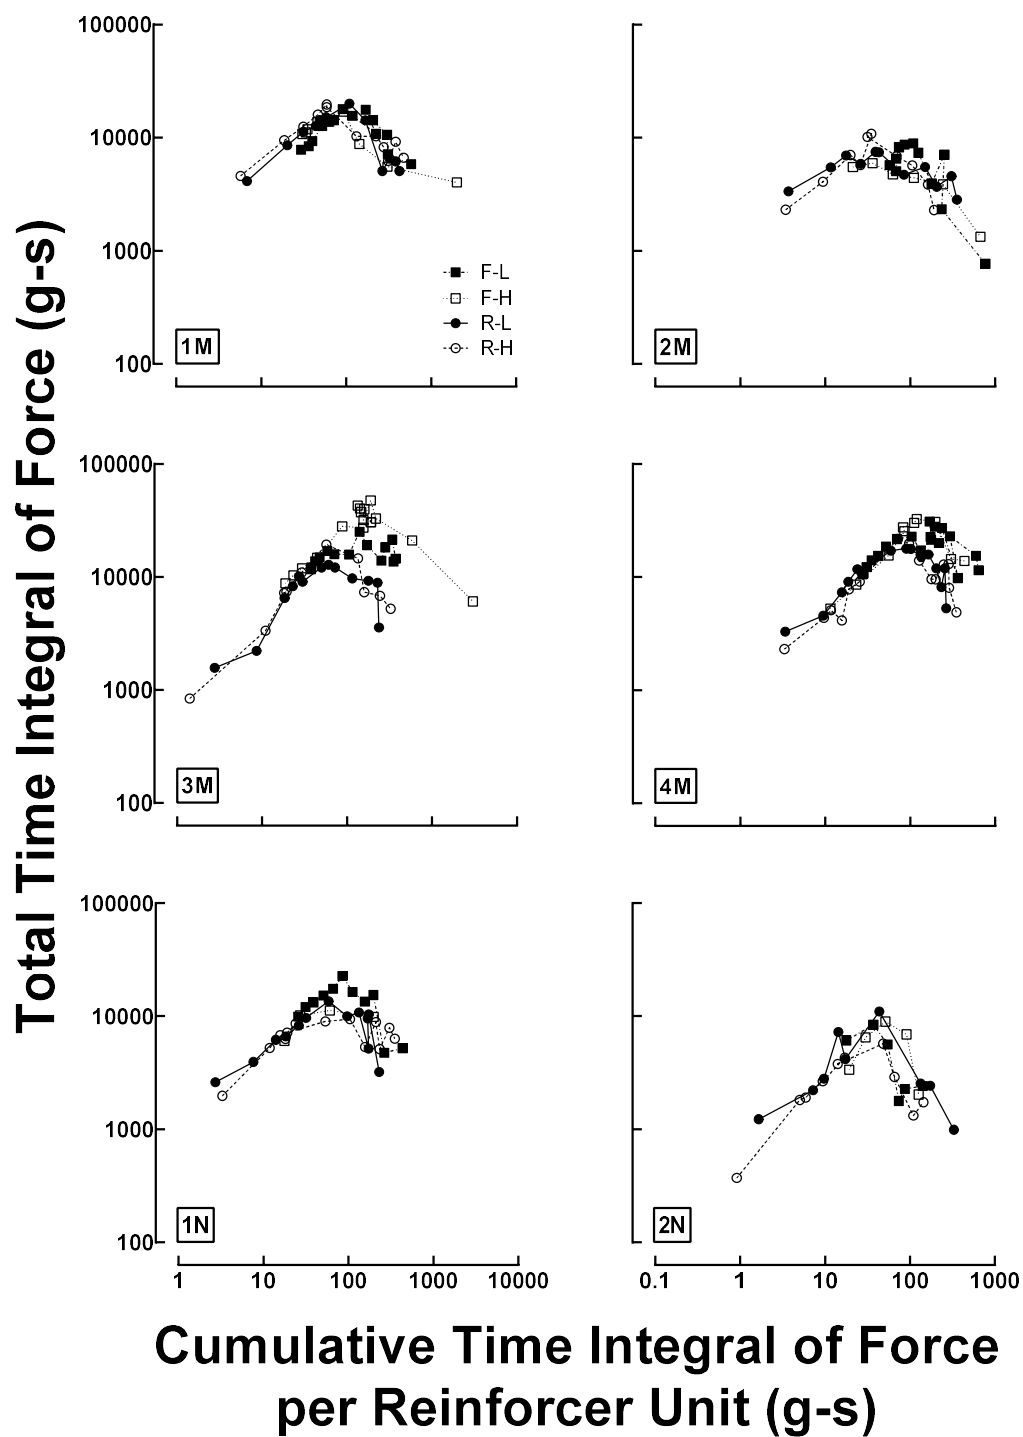 Total Time Integral of Force (g-s)
100000
10000
1000
100
F-L
F-H
R-L
R-H
1M
2M
100000
10000
1000
100
3M
4M
100000
10000
1000
100
1N
2N
1 10 100 1000 10000
0.1 1 10 100 1000
Cumulative Time Integral of Force
per Reinforcer Unit (g-s)